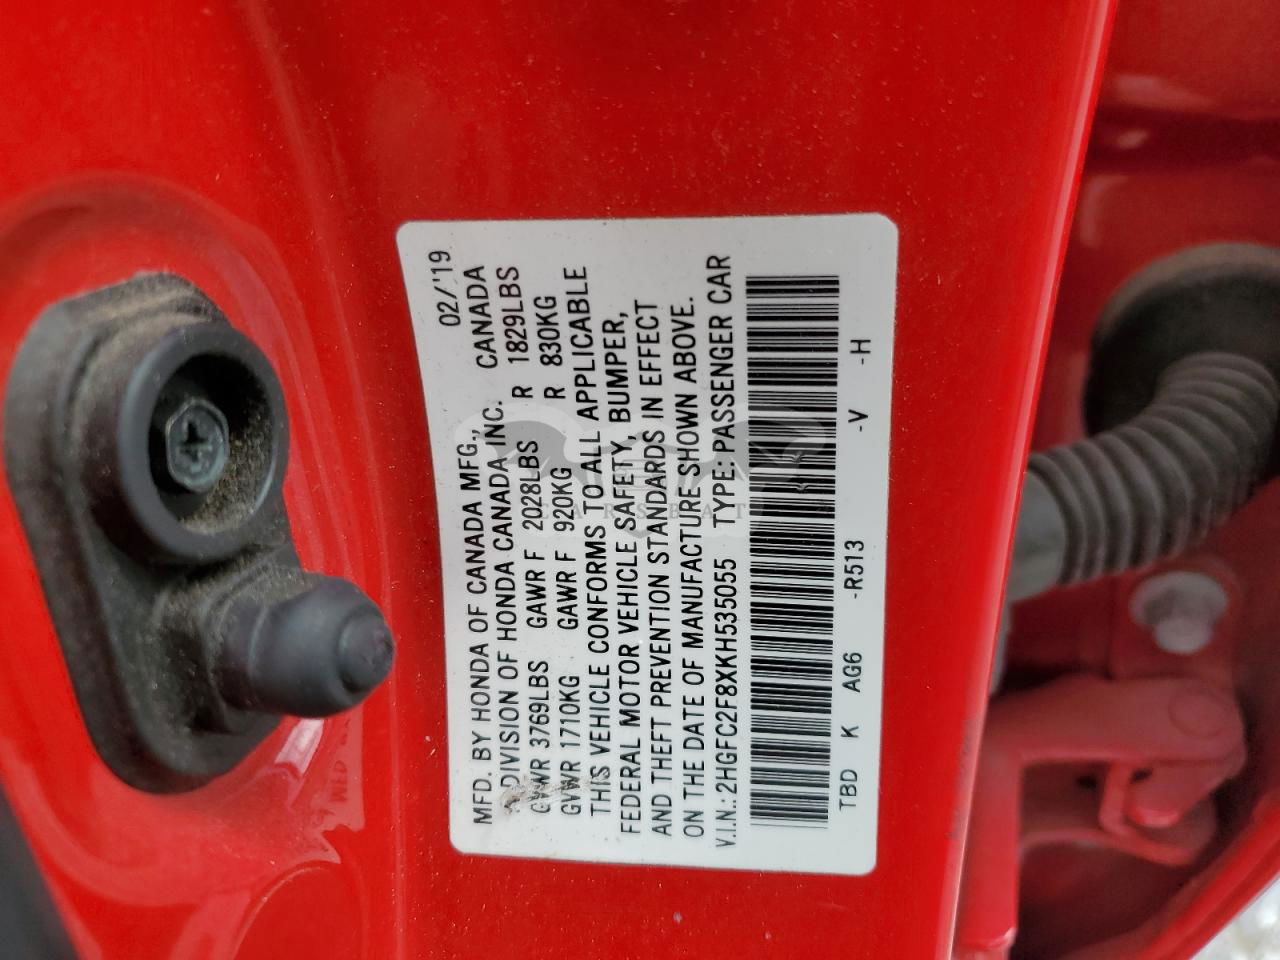 02/'19
MFD. BY HONDA OF CANADA MFG., CANADA
A DIVISION OF HONDA CANADA INC.
GVWR 3769LBS GAWR F 2028LBS R 1829LBS
GVWR 1710KG GAWR F 920KG R 830KG
THIS VEHICLE CONFORMS TO ALL APPLICABLE
FEDERAL MOTOR VEHICLE SAFETY, BUMPER,
AND THEFT PREVENTION STANDARDS IN EFFECT
ON THE DATE OF MANUFACTURE SHOWN ABOVE.
V.I.N.: 2HGFC2F8XKH535055 TYPE: PASSENGER CAR
TBD K AG6 -R513 -V -H
CARSBAT